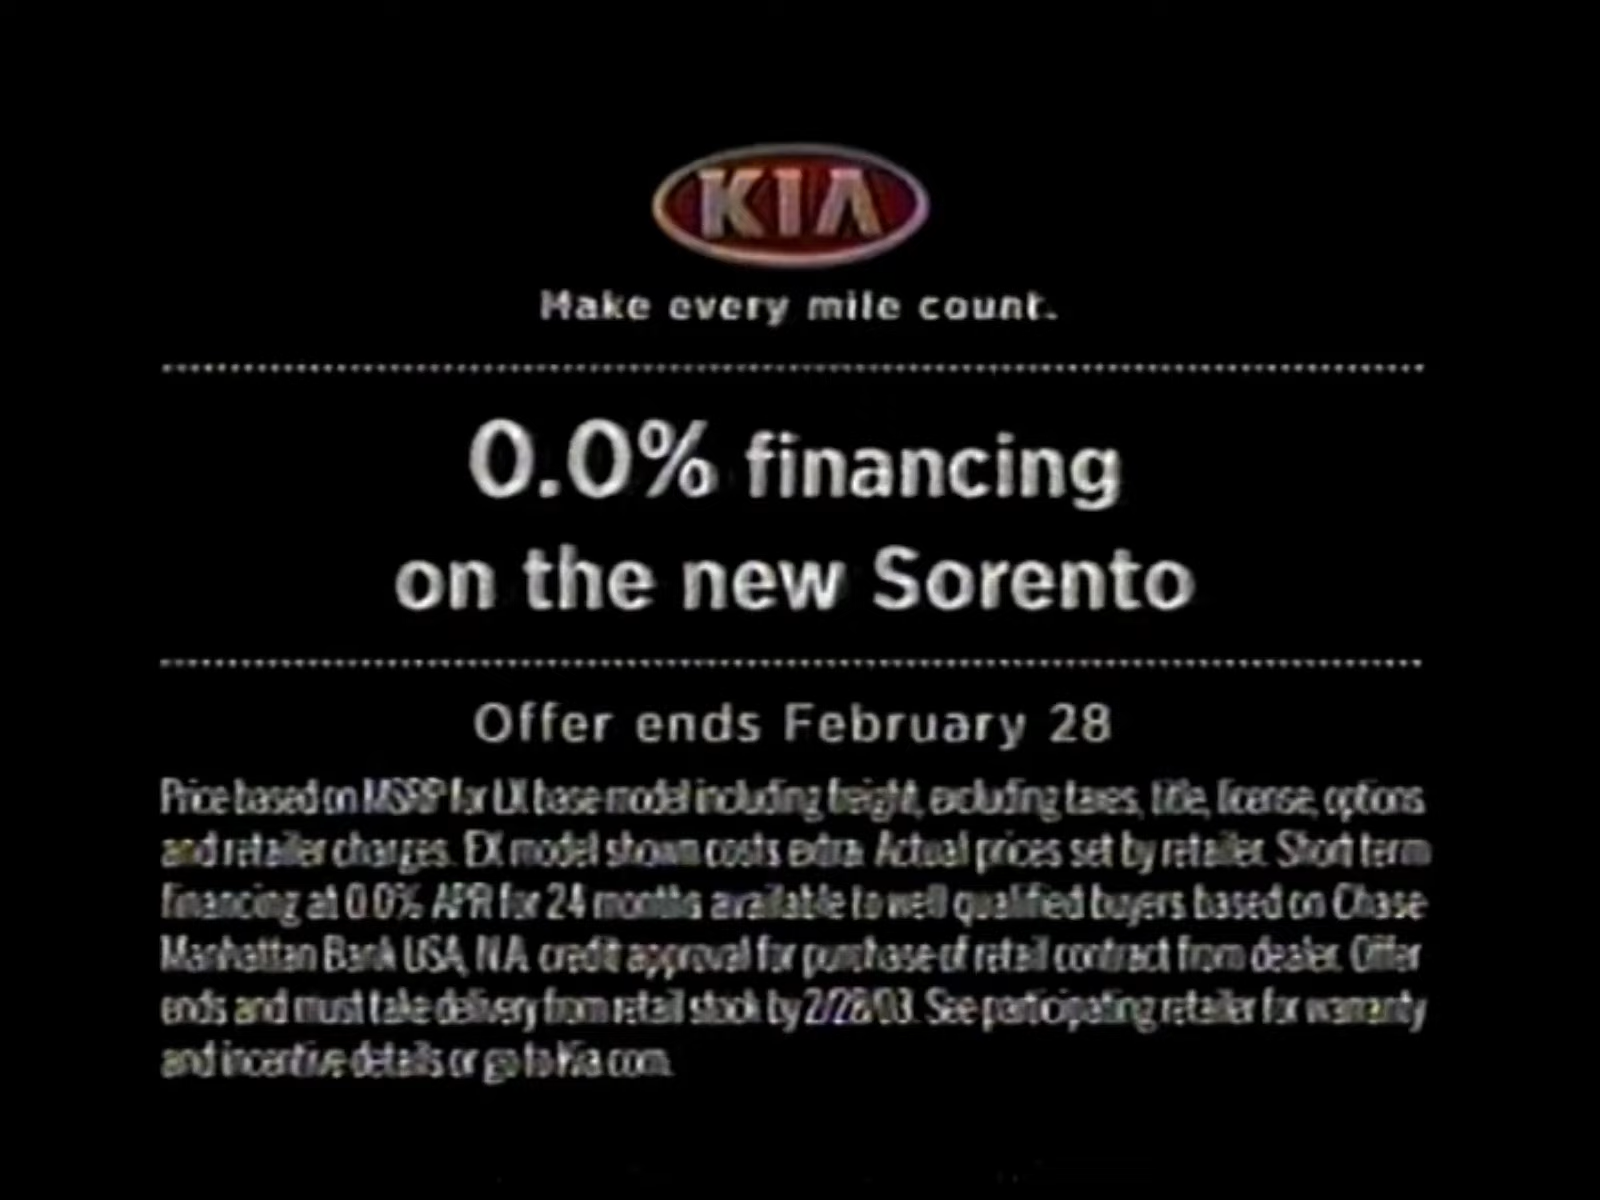 KIA
Make every mile count.
0.0% financing
on the new Sorento
Offer ends February 28
Price based on MSRP for LX base model including freight, excluding taxes, title, license, options
and retailer charges. EX model shown costs extra. Actual prices set by retailer. Short term
financing at 0.0% APR for 24 months available to well qualified buyers based on Chase
Manhattan Bank USA, N.A. credit approval for purchase of retail contract from dealer. Offer
ends and must take delivery from retail stock by 2/28/03. See participating retailer for warranty
and incentive details or go to Kia.com.